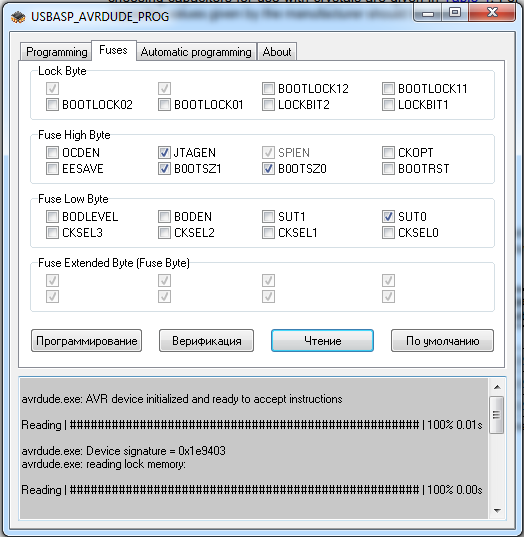 USBASP_AVRDUDE_PROG
Programming Fuses Automatic programming About
Lock Byte
BOOTLOCK12 BOOTLOCK11
BOOTLOCK02 BOOTLOCK01 LOCKBIT2 LOCKBIT1
Fuse High Byte
OCDEN JTAGEN SPIEN CKOPT
EESAVE BOOTSZ1 BOOTSZ0 BOOTRST
Fuse Low Byte
BODLEVEL BODEN SUT1 SUT0
CKSEL3 CKSEL2 CKSEL1 CKSEL0
Fuse Extended Byte (Fuse Byte)
Программирование Верификация Чтение По умолчанию
avrdude.exe: AVR device initialized and ready to accept instructions
Reading | ################################################## | 100% 0.01s
avrdude.exe: Device signature = 0x1e9403
avrdude.exe: reading lock memory:
Reading | ################################################## | 100% 0.00s